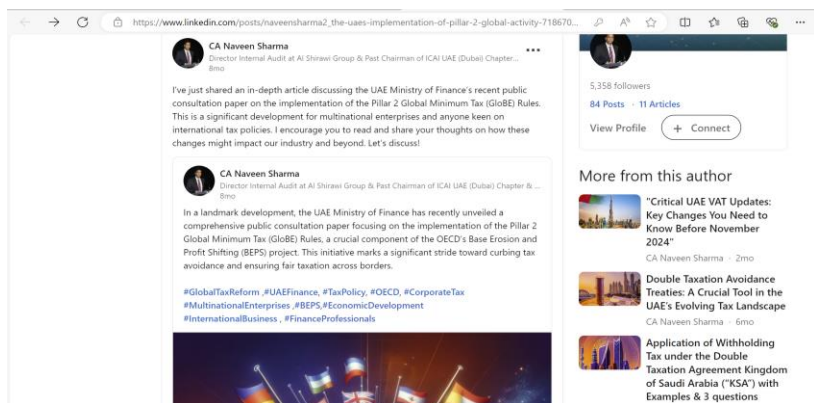 https://www.linkedin.com/posts/naveensharma2_the-uaes-implementation-of-pillar-2-global-activity-718670...
CA Naveen Sharma
Director Internal Audit at Al Shirawi Group & Past Chairman of ICAI UAE (Dubai) Chapter...
8mo
I've just shared an in-depth article discussing the UAE Ministry of Finance's recent public
consultation paper on the implementation of the Pillar 2 Global Minimum Tax (GloBE) Rules.
This is a significant development for multinational enterprises and anyone keen on
international tax policies. I encourage you to read and share your thoughts on how these
changes might impact our industry and beyond. Let's discuss!
CA Naveen Sharma
Director Internal Audit at Al Shirawi Group & Past Chairman of ICAI UAE (Dubai) Chapter & ...
8mo
In a landmark development, the UAE Ministry of Finance has recently unveiled a
comprehensive public consultation paper focusing on the implementation of the Pillar 2
Global Minimum Tax (GloBE) Rules, a crucial component of the OECD's Base Erosion and
Profit Shifting (BEPS) project. This initiative marks a significant stride toward curbing tax
avoidance and ensuring fair taxation across borders.
#GlobalTaxReform ,#UAEFinance, #TaxPolicy, #OECD, #CorporateTax
#MultinationalEnterprises ,#BEPS,#EconomicDevelopment
#InternationalBusiness , #FinanceProfessionals
5,358 followers
84 Posts · 11 Articles
View Profile
+ Connect
More from this author
"Critical UAE VAT Updates:
Key Changes You Need to
Know Before November
2024"
CA Naveen Sharma · 2mo
Double Taxation Avoidance
Treaties: A Crucial Tool in the
UAE's Evolving Tax Landscape
CA Naveen Sharma · 6mo
Application of Withholding
Tax under the Double
Taxation Agreement Kingdom
of Saudi Arabia ("KSA") with
Examples & 3 questions